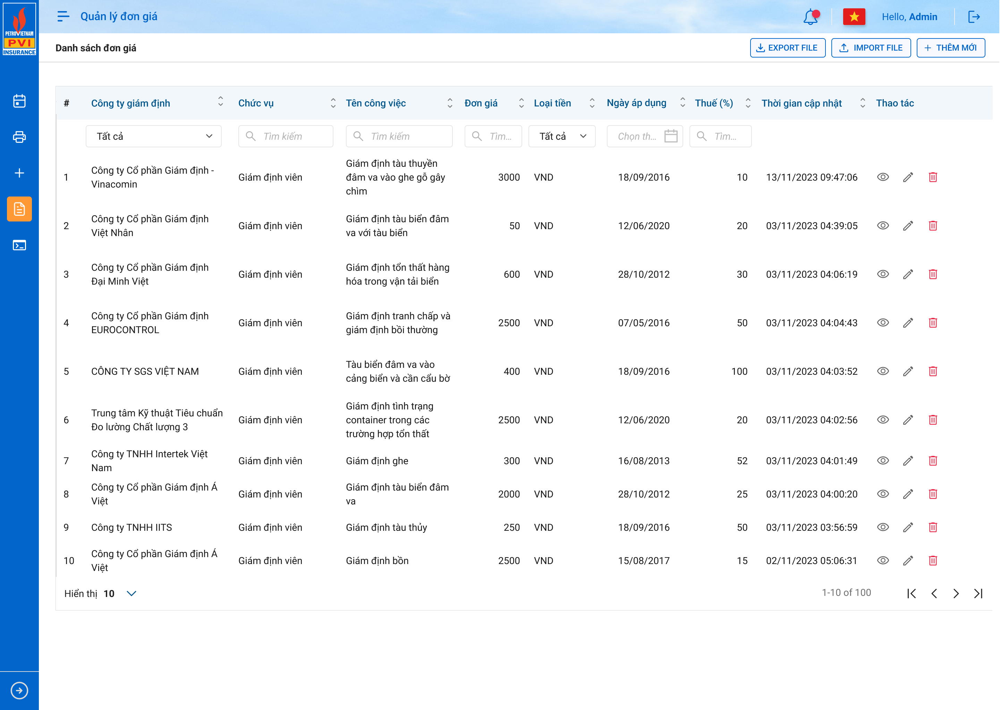 PETROVIETNAM
PVI
INSURANCE
Quản lý đơn giá
Hello, Admin
Danh sách đơn giá
EXPORT FILE
IMPORT FILE
THÊM MỚI
# Công ty giám định Chức vụ Tên công việc Đơn giá Loại tiền Ngày áp dụng Thuế (%) Thời gian cập nhật Thao tác
Tất cả Tìm kiếm Tìm kiếm Tìm... Tất cả Chọn th... Tìm...
Giám định tàu thuyền
Công ty Cổ phần Giám định -
1 Giám định viên đâm va vào ghe gỗ gây 3000 VND 18/09/2016 10 13/11/2023 09:47:06
Vinacomin
chìm
Công ty Cổ phần Giám định Giám định tàu biển đâm
2 Giám định viên 50 VND 12/06/2020 20 03/11/2023 04:39:05
Việt Nhân va với tàu biển
Công ty Cổ phần Giám định Giám định tổn thất hàng
3 Giám định viên 600 VND 28/10/2012 30 03/11/2023 04:06:19
Đại Minh Việt hóa trong vận tải biển
Công ty Cổ phần Giám định Giám định tranh chấp và
4 Giám định viên 2500 VND 07/05/2016 50 03/11/2023 04:04:43
EUROCONTROL giám định bồi thường
Tàu biển đâm va vào
5 CÔNG TY SGS VIỆT NAM Giám định viên 400 VND 18/09/2016 100 03/11/2023 04:03:52
cảng biển và cần cẩu bờ
Giám định tình trạng
Trung tâm Kỹ thuật Tiêu chuẩn
6 Giám định viên container trong các 2500 VND 12/06/2020 20 03/11/2023 04:02:56
Đo lường Chất lượng 3
trường hợp tổn thất
Công ty TNHH Intertek Việt
7 Giám định viên Giám định ghe 300 VND 16/08/2013 52 03/11/2023 04:01:49
Nam
Công ty Cổ phần Giám định Á Giám định tàu biển đâm
8 Giám định viên 2000 VND 28/10/2012 25 03/11/2023 04:00:20
Việt va
9 Công ty TNHH IITS Giám định viên Giám định tàu thủy 250 VND 18/09/2016 50 03/11/2023 03:56:59
Công ty Cổ phần Giám định Á
10 Giám định viên Giám định bồn 2500 VND 15/08/2017 15 02/11/2023 05:06:31
Việt
Hiển thị 10
1-10 of 100